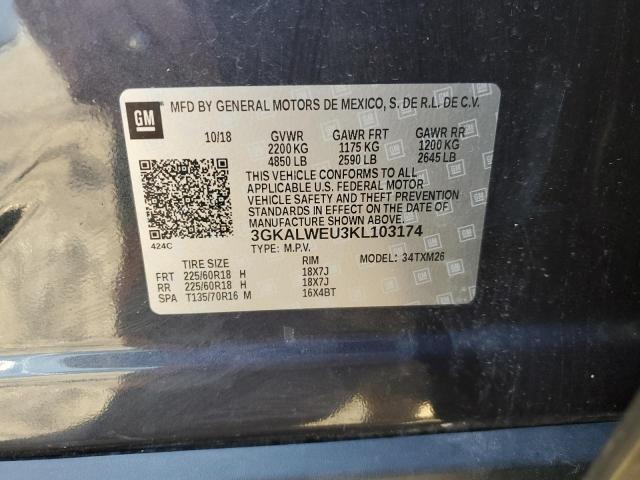 GM MFD BY GENERAL MOTORS DE MEXICO, S. DE R.L. DE C.V.
10/18 GVWR GAWR FRT GAWR RR
2200 KG 1175 KG 1200 KG
4850 LB 2590 LB 2645 LB
THIS VEHICLE CONFORMS TO ALL
APPLICABLE U.S. FEDERAL MOTOR
VEHICLE SAFETY AND THEFT PREVENTION
STANDARDS IN EFFECT ON THE DATE OF
MANUFACTURE SHOWN ABOVE.
3GKALWEU3KL103174
424C TYPE: M.P.V. MODEL: 34TXM26
TIRE SIZE RIM
FRT 225/60R18 H 18X7J
RR 225/60R18 H 18X7J
SPA T135/70R16 M 16X4BT